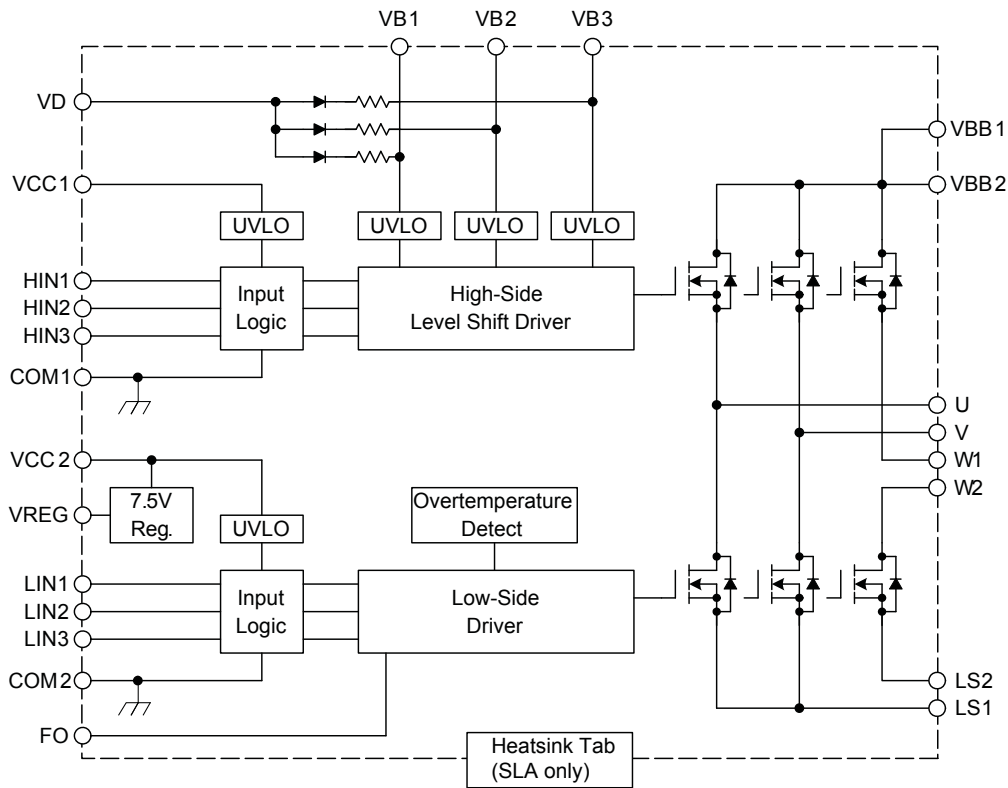 VB1 VB2 VB3
VD
VBB1
VCC1
VBB2
UVLO UVLO UVLO UVLO
HIN1
HIN2
HIN3
Input
Logic
High-Side
Level Shift Driver
COM1
U
V
W1
W2
VCC2
7.5V
Reg.
VREG
UVLO
Overtemperature
Detect
LIN1
LIN2
LIN3
Input
Logic
Low-Side
Driver
COM2
LS2
LS1
FO
Heatsink Tab
(SLA only)